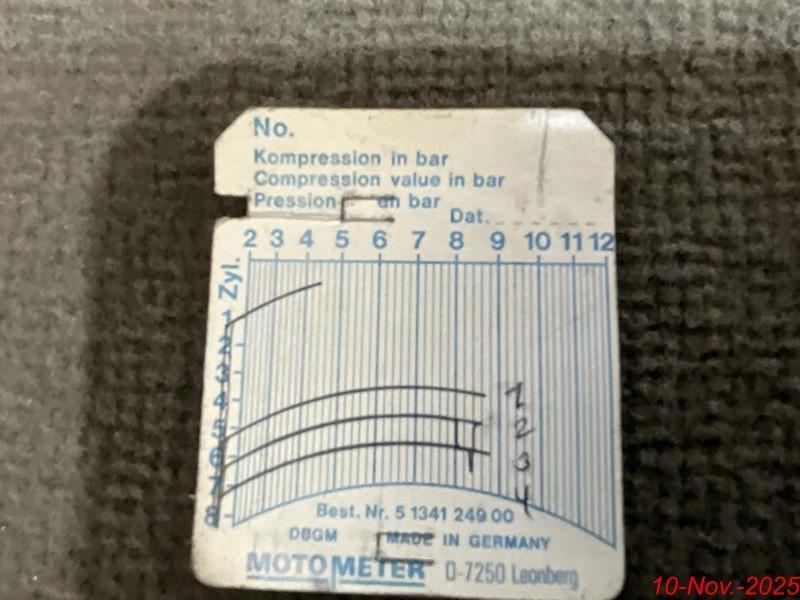 No.
Kompression in bar
Compression value in bar
Pression en bar
Dat.
2 3 4 5 6 7 8 9 10 11 12
Zyl.
1
2
3
4
5
6
7
8
1
2
3
4
Best. Nr. 5 1341 249 00
DBGM MADE IN GERMANY
MOTO METER D-7250 Leonberg
10-Nov.-2025